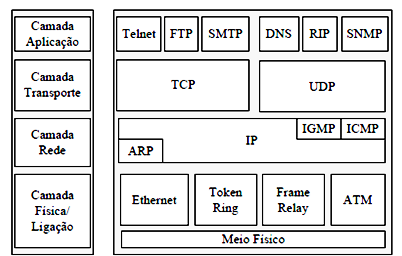 Camada
Aplicação
Telnet
FTP
SMTP
DNS
RIP
SNMP
Camada
Transporte
TCP
UDP
Camada
Rede
ARP
IP
IGMP
ICMP
Camada
Física/
Ligação
Ethernet
Token
Ring
Frame
Relay
ATM
Meio Físico